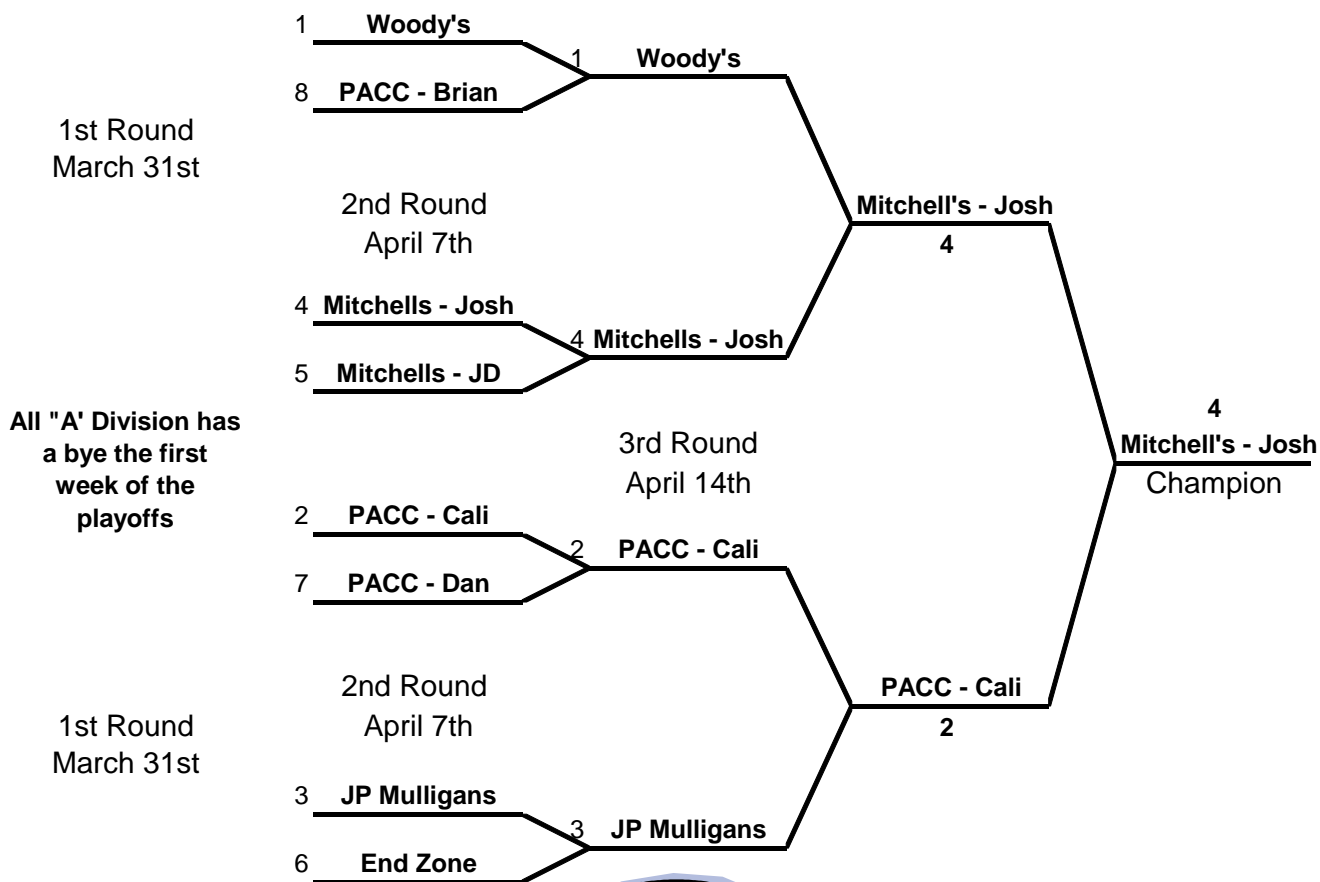 1 Woody's
1 Woody's
8 PACC - Brian
1st Round
March 31st
2nd Round
April 7th
Mitchell's - Josh
4
4 Mitchells - Josh
4 Mitchells - Josh
5 Mitchells - JD
All "A' Division has
a bye the first
week of the
playoffs
3rd Round
April 14th
4
Mitchell's - Josh
Champion
2 PACC - Cali
2 PACC - Cali
7 PACC - Dan
2nd Round
April 7th
PACC - Cali
2
1st Round
March 31st
3 JP Mulligans
3 JP Mulligans
6 End Zone